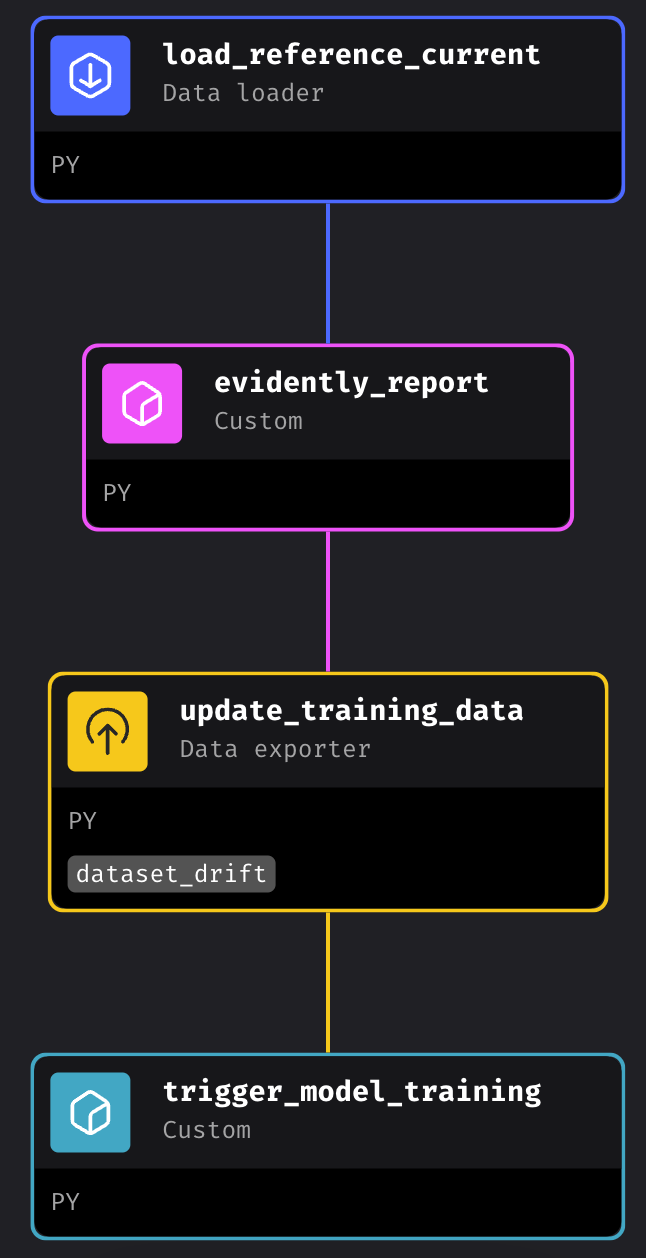 load_reference_current
Data loader
PY
evidently_report
Custom
PY
update_training_data
Data exporter
PY
dataset_drift
trigger_model_training
Custom
PY